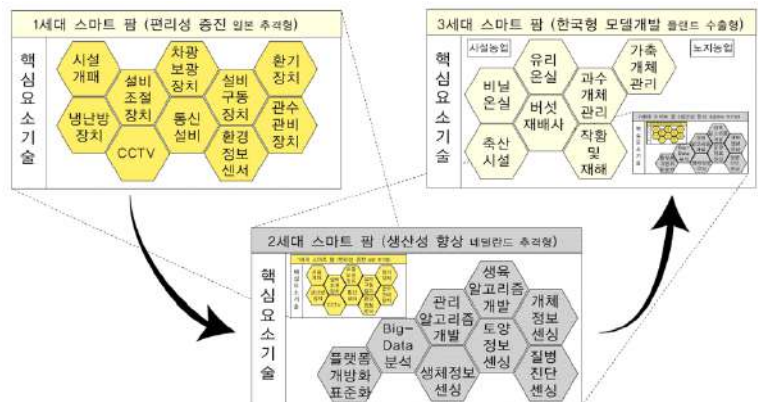 1세대 스마트 팜 (편리성 증진 일본 추격형)
핵
심
요
소
기
술
시설
개폐
차광
보광
장치
환기
장치
설비
조절
장치
설비
구동
장치
냉난방
장치
통신
설비
관수
관비
장치
CCTV
환경
정보
센서
3세대 스마트 팜 (한국형 모델개발 플랜트 수출형)
핵
심
요
소
기
술
시설농업
노지농업
유리
온실
가축
개체
관리
비닐
온실
과수
개체
관리
버섯
재배사
축산
시설
작황
및
재해
2세대 스마트 팜 (생산성 향상 네덜란드 추격형)
핵
심
요
소
기
술
생육
알고리즘
개발
관리
알고리즘
개발
개체
정보
센싱
Big-
Data
분석
토양
정보
센싱
플랫폼
개방화
표준화
생체정보
센싱
질병
진단
센싱